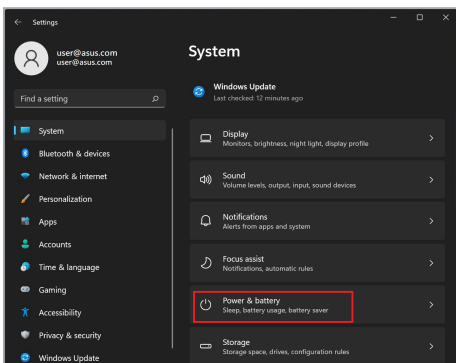 Settings
user@asus.com
user@asus.com
Find a setting
System
Bluetooth & devices
Network & internet
Personalization
Apps
Accounts
Time & language
Gaming
Accessibility
Privacy & security
Windows Update
System
Windows Update
Last checked: 12 minutes ago
Display
Monitors, brightness, night light, display profile
Sound
Volume levels, output, input, sound devices
Notifications
Alerts from apps and system
Focus assist
Notifications, automatic rules
Power & battery
Sleep, battery usage, battery saver
Storage
Storage space, drives, configuration rules